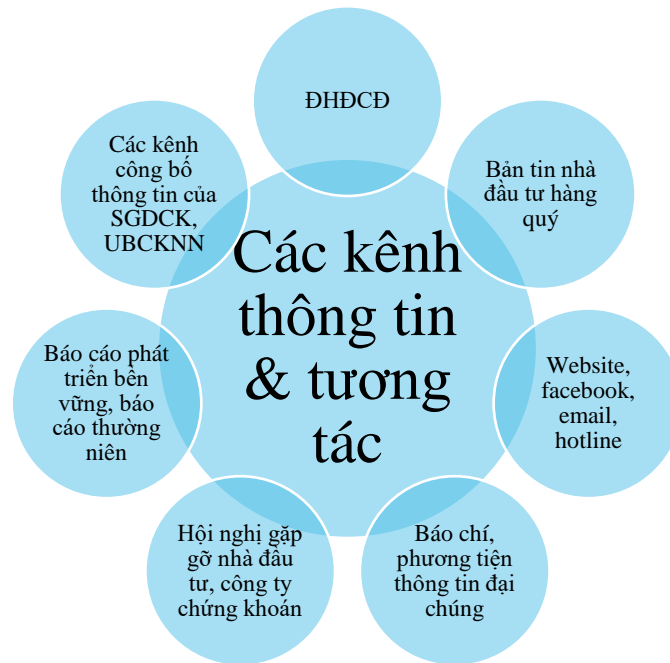 ĐHĐCĐ
Bản tin nhà
đầu tư hàng
quý
Website,
facebook,
email,
hotline
Báo chí,
phương tiện
thông tin đại
chúng
Hội nghị gặp
gỡ nhà đầu
tư, công ty
chứng khoán
Báo cáo phát
triển bền
vững, báo
cáo thường
niên
Các kênh
công bố
thông tin của
SGDCK,
UBCKNN
Các kênh
thông tin
& tương
tác